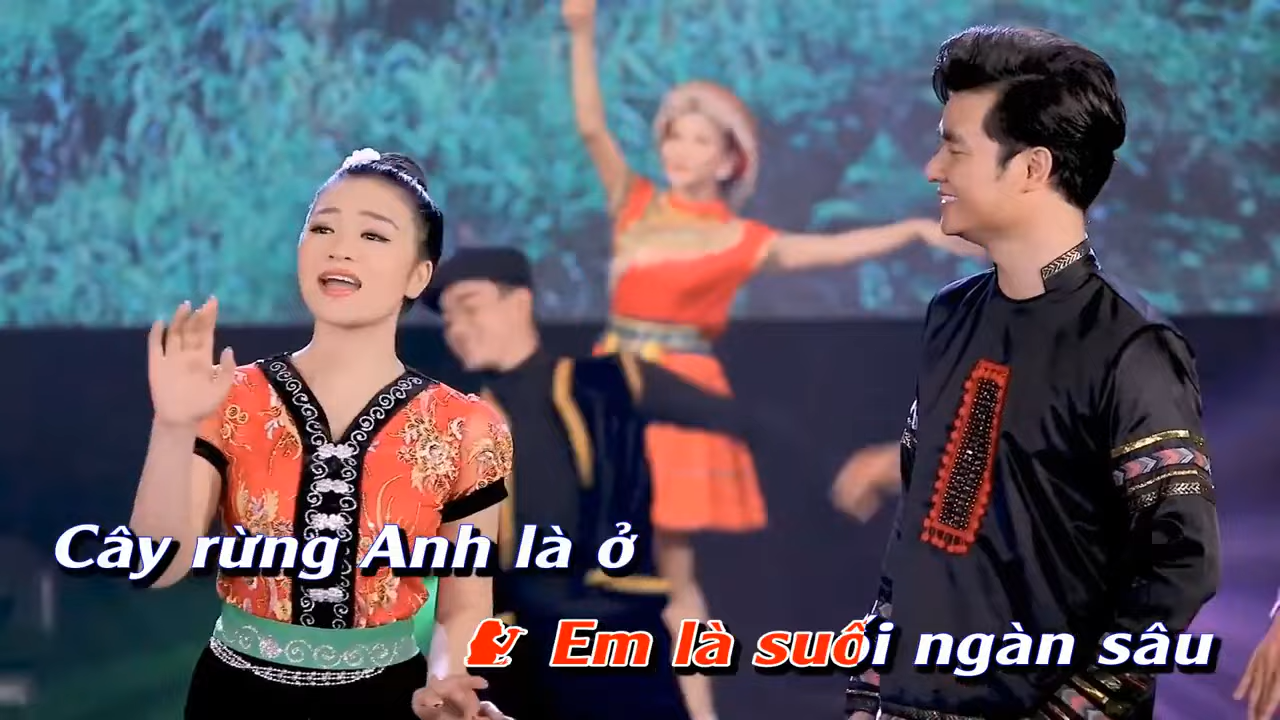 Cây rừng Anh là ở
Em là suối ngàn sâu